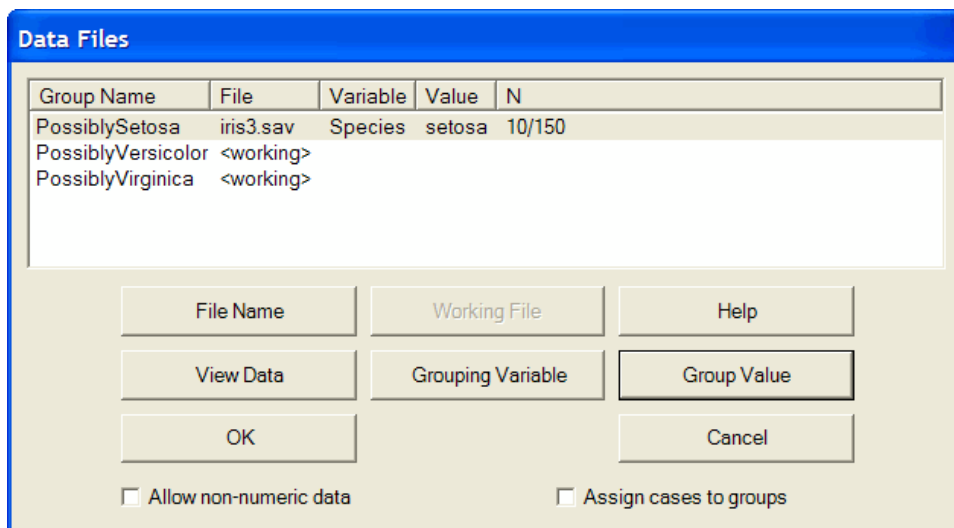 Data Files
Group Name File Variable Value N
PossiblySetosa iris3.sav Species setosa 10/150
PossiblyVersicolor <working>
PossiblyVirginica <working>
File Name Working File Help
View Data Grouping Variable Group Value
OK Cancel
Allow non-numeric data Assign cases to groups